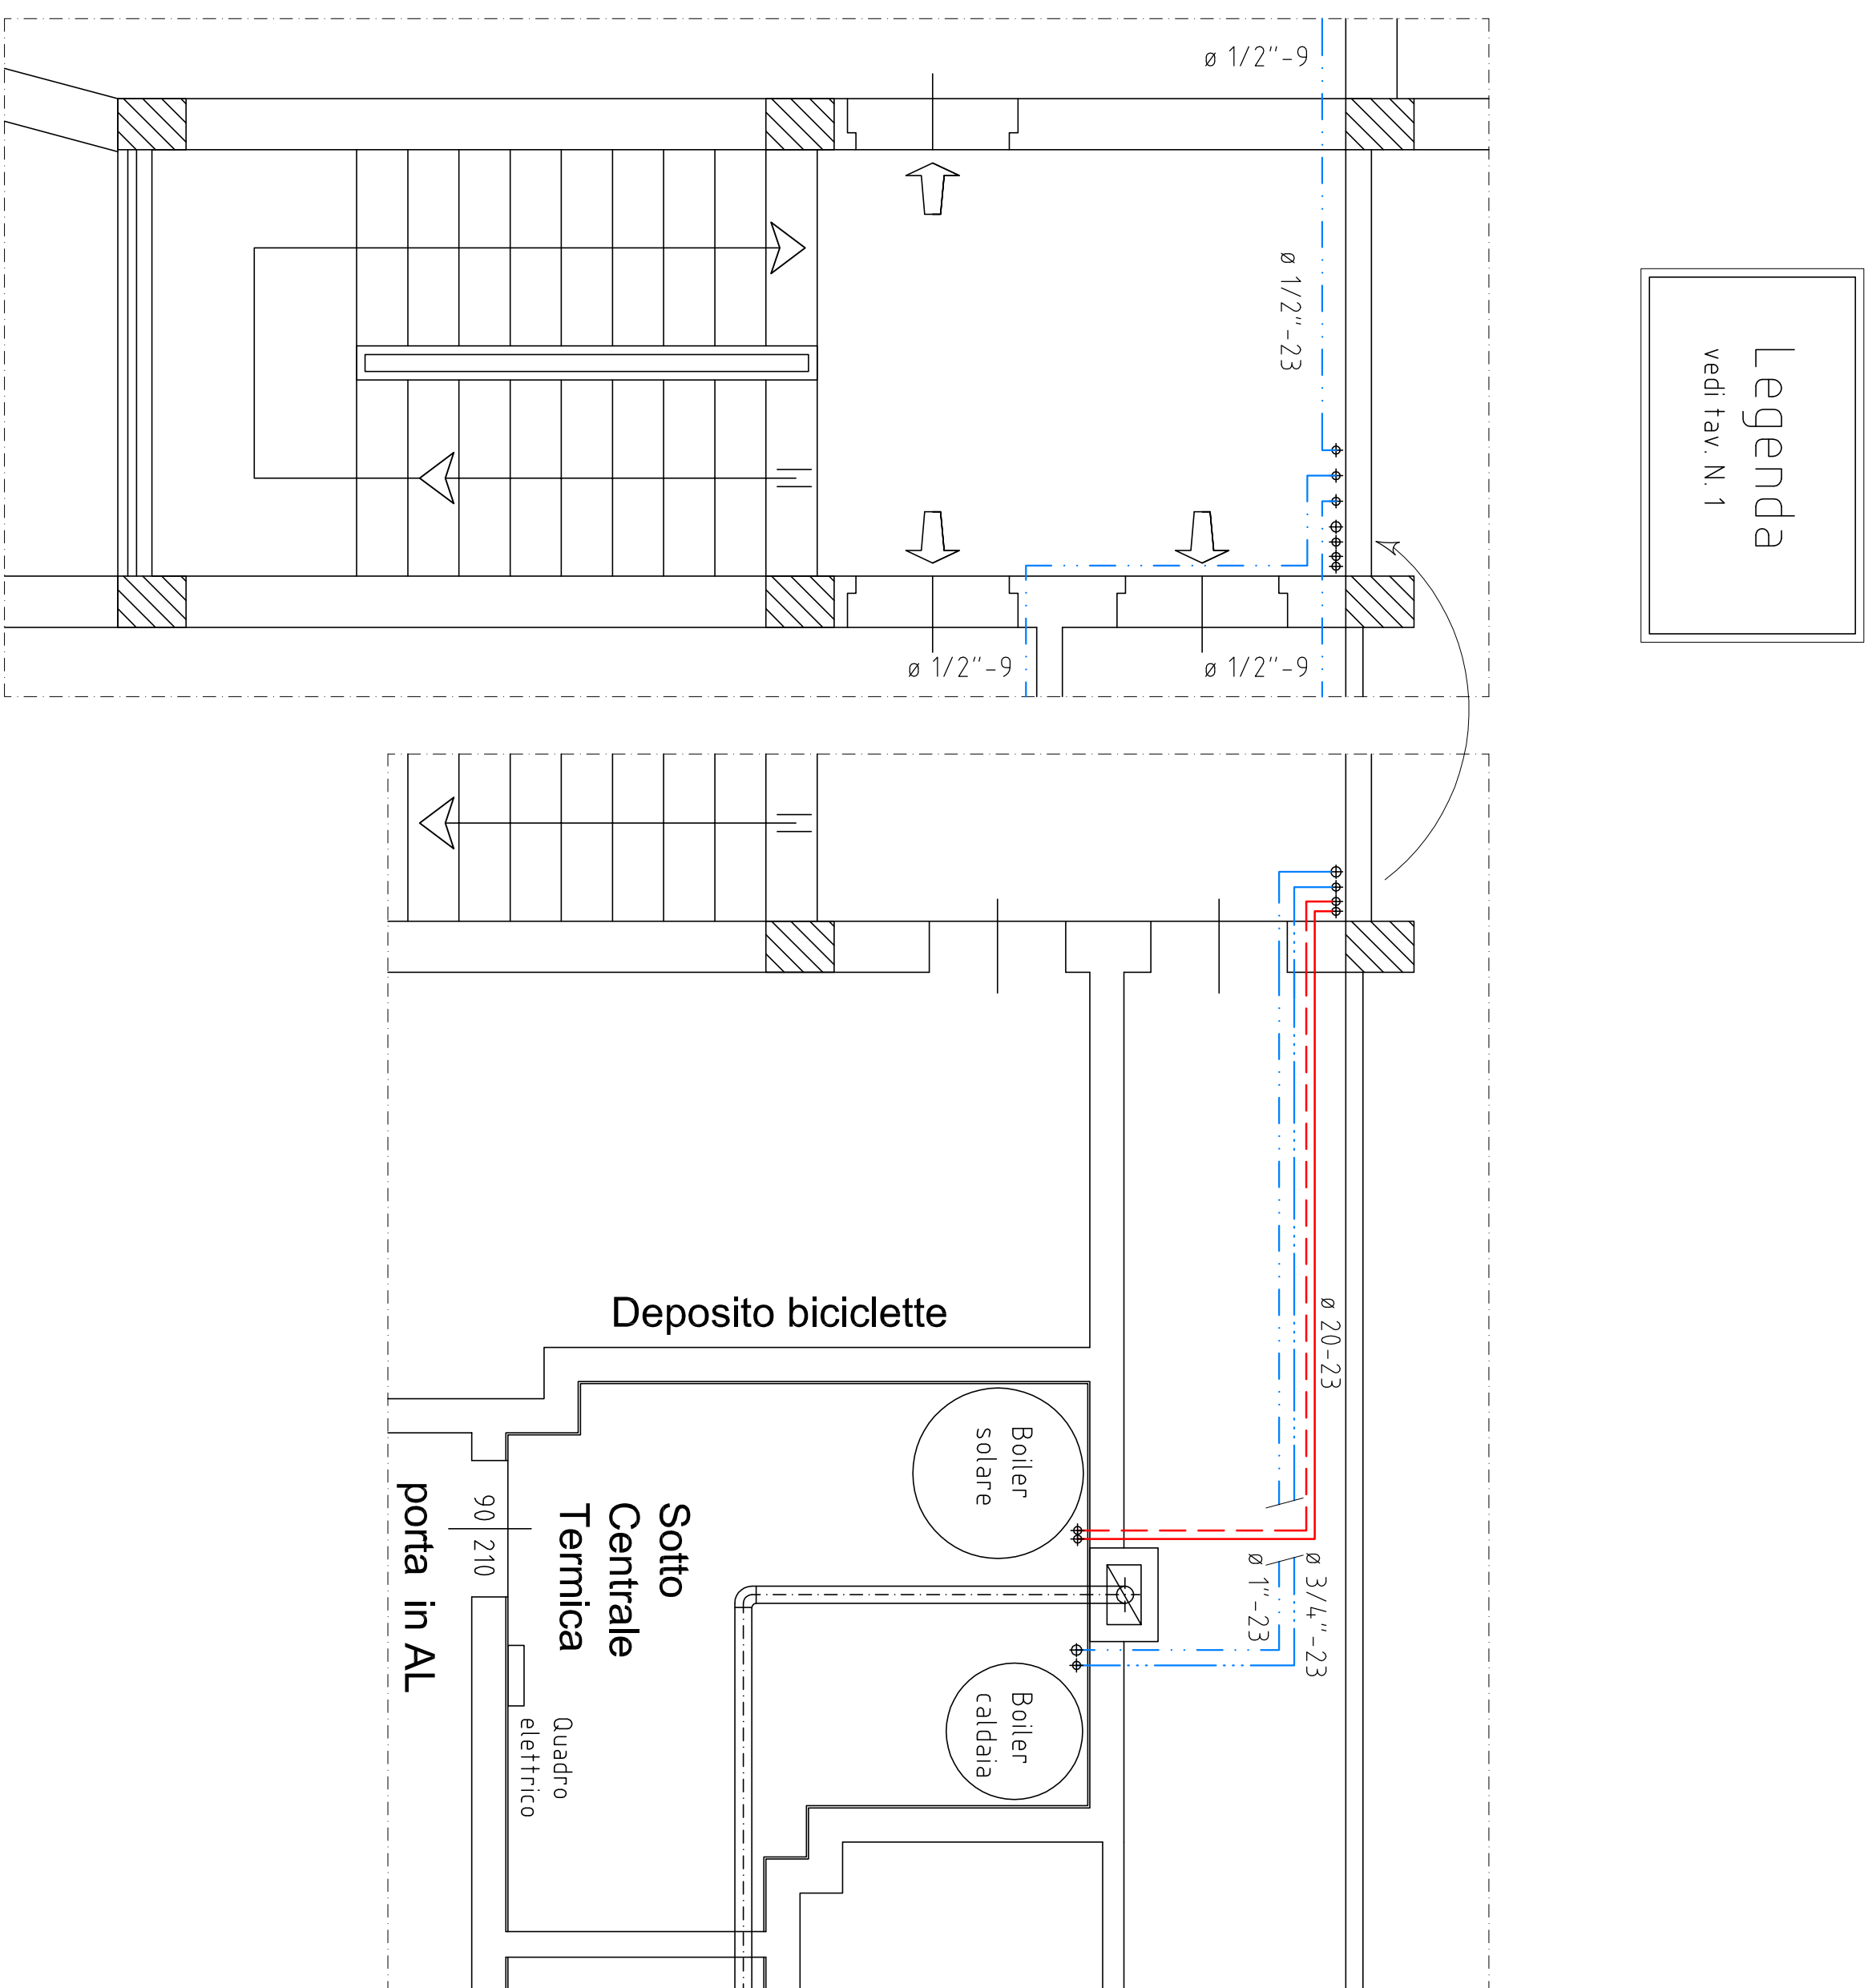 ø 1/2"-9
ø 1/2"-23
Legenda
vedi tav. N. 1
ø 1/2"-9
ø 1/2"-9
Deposito biciclette
ø 20-23
Boiler
solare
Sotto
Centrale
Termica
90
210
porta in AL
ø 3/4"-23
ø 1"-23
Boiler
caldaia
Quadro
elettrico